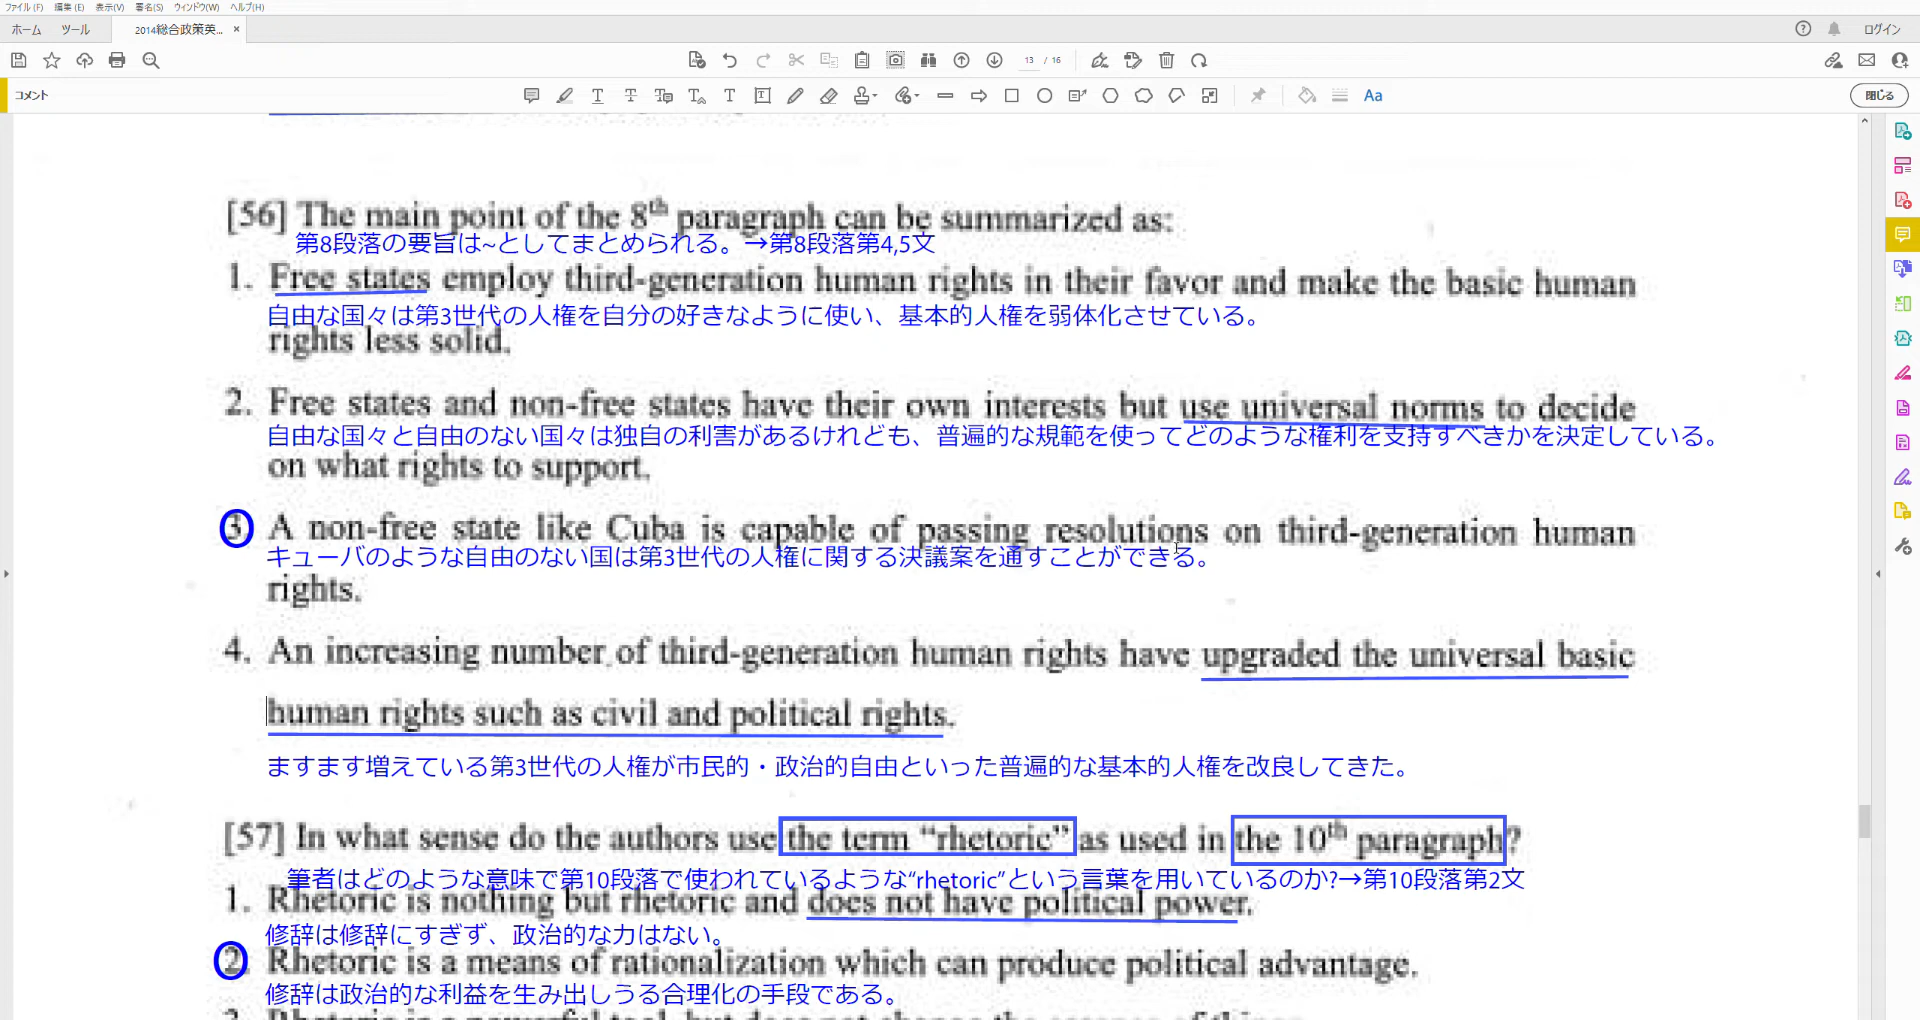 ファイル(F) 編集(E) 表示(V) 署名(S) ウィンドウ(W) ヘルプ(H)
ホーム ツール 2014総合政策英... × ログイン
13 / 16
コメント Aa 閉じる
[56] The main point of the 8th paragraph can be summarized as:
第8段落の要旨は~としてまとめられる。→第8段落第4,5文
1. Free states employ third-generation human rights in their favor and make the basic human
自由な国々は第3世代の人権を自分の好きなように使い、基本的人権を弱体化させている。
rights less solid.
2. Free states and non-free states have their own interests but use universal norms to decide
自由な国々と自由のない国々は独自の利害があるけれども、普遍的な規範を使ってどのような権利を支持すべきかを決定している。
on what rights to support.
3. A non-free state like Cuba is capable of passing resolutions on third-generation human
キューバのような自由のない国は第3世代の人権に関する決議案を通すことができる。
rights.
4. An increasing number of third-generation human rights have upgraded the universal basic
human rights such as civil and political rights.
ますます増えている第3世代の人権が市民的・政治的自由といった普遍的な基本的人権を改良してきた。
[57] In what sense do the authors use the term “rhetoric” as used in the 10th paragraph?
筆者はどのような意味で第10段落で使われているような“rhetoric”という言葉を用いているのか?→第10段落第2文
1. Rhetoric is nothing but rhetoric and does not have political power.
修辞は修辞にすぎず、政治的な力はない。
2. Rhetoric is a means of rationalization which can produce political advantage.
修辞は政治的な利益を生み出しうる合理化の手段である。